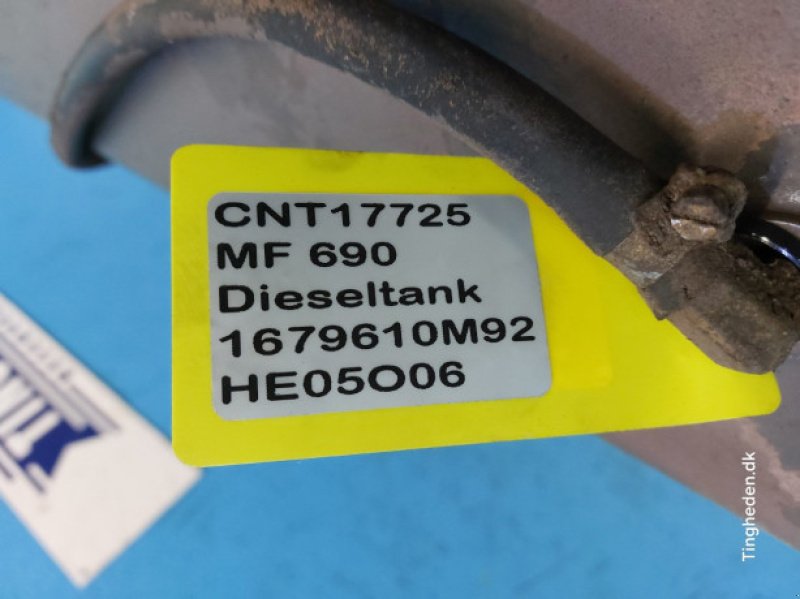 CNT17725
MF 690
Dieseltank
1679610M92
HE05O06
Tingheden.dk